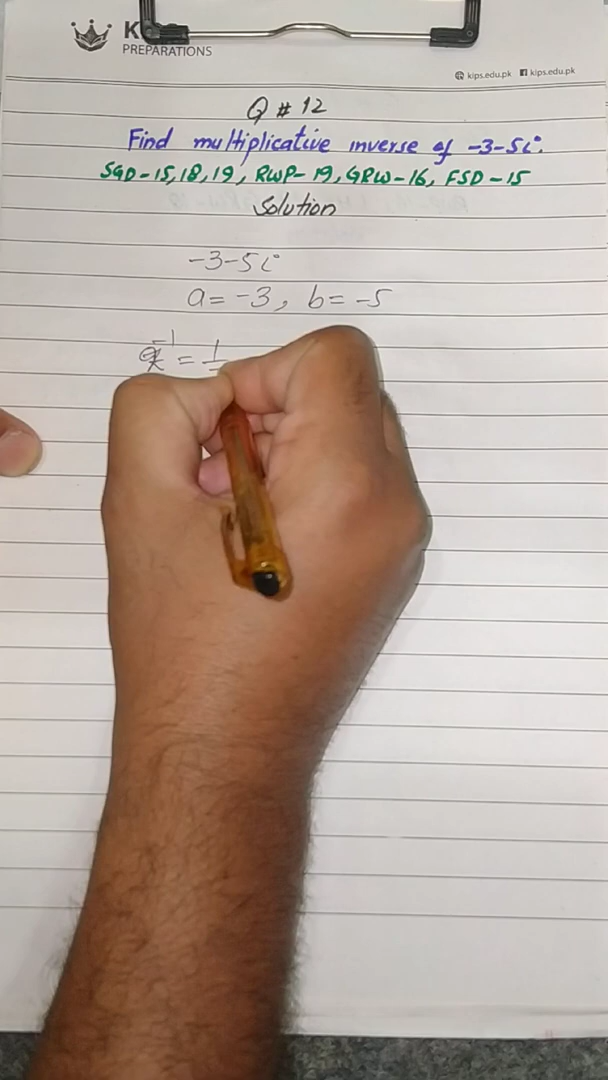 PREPARATIONS
kips.edu.pk kips.edu.pk
Q # 12
Find multiplicative inverse of -3-5i.
SGD-15,18,19, RWP-19, GRW-16, FSD-15
Solution
-3-5i
a= -3, b= -5
= 1